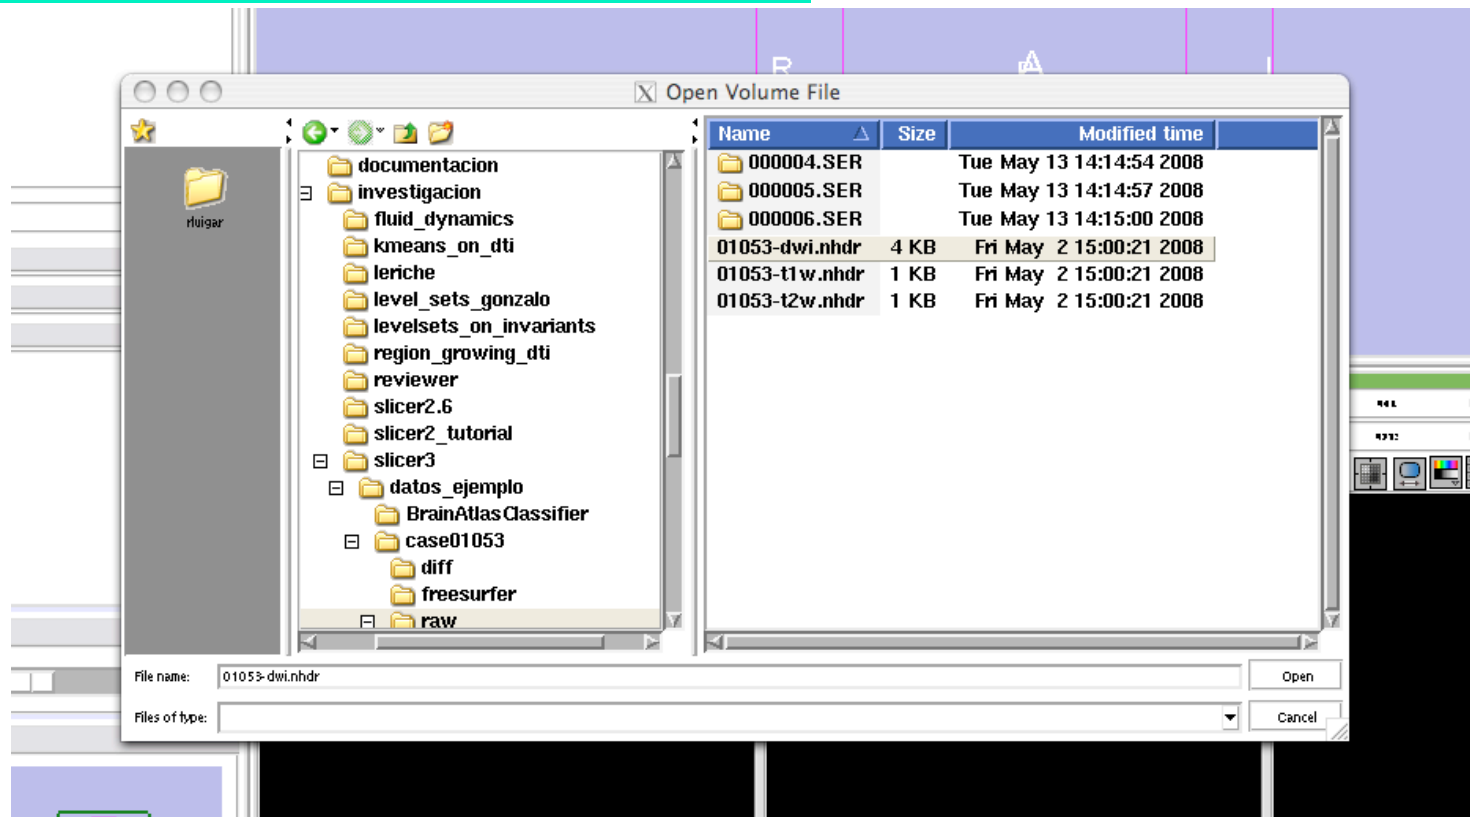 R
A
Open Volume File
rluigar
documentacion
investigacion
fluid_dynamics
kmeans_on_dti
leriche
level_sets_gonzalo
levelsets_on_invariants
region_growing_dti
reviewer
slicer2.6
slicer2_tutorial
slicer3
datos_ejemplo
BrainAtlasClassifier
case01053
diff
freesurfer
raw
Name Size Modified time
000004.SER Tue May 13 14:14:54 2008
000005.SER Tue May 13 14:14:57 2008
000006.SER Tue May 13 14:15:00 2008
01053-dwi.nhdr 4 KB Fri May 2 15:00:21 2008
01053-t1w.nhdr 1 KB Fri May 2 15:00:21 2008
01053-t2w.nhdr 1 KB Fri May 2 15:00:21 2008
File name: 01053-dwi.nhdr Open
Files of type: Cancel